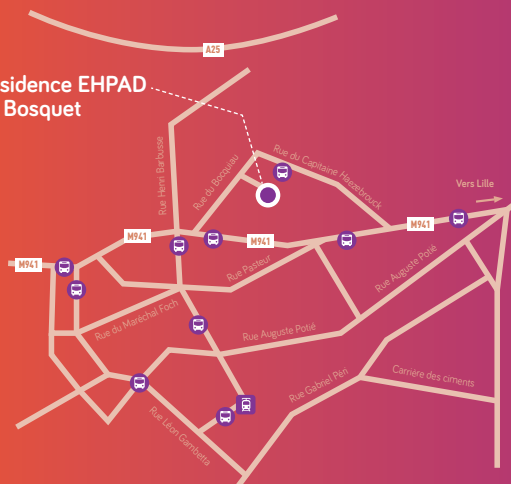 A25
sidence EHPAD
Bosquet
Rue Henri Barbusse
Rue du Bocquiau
Rue du Capitaine Haezebrouck
Vers Lille
M941
M941
M941
M941
Rue Pasteur
Rue Auguste Potié
Rue du Maréchal Foch
Rue Auguste Potié
Rue Gabriel Péri
Carrière des ciments
Rue Léon Gambetta